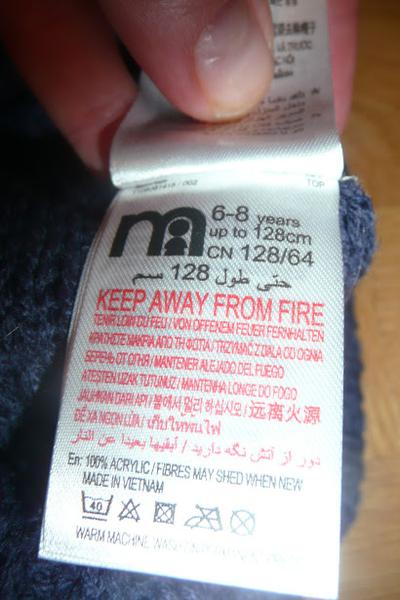 TOP
6-8 years
up to 128cm
CN 128/64
حتى طول 128 سم
KEEP AWAY FROM FIRE
TENIR LOIN DU FEU / VON OFFENEM FEUER FERNHALTEN
ΚΡΑΤΗΣΤΕ ΜΑΚΡΙΑ ΑΠΟ ΤΗ ΦΩΤΙΑ / TRZYMAĆ Z DALA OD OGNIA
БЕРЕЧЬ ОТ ОГНЯ / MANTENER ALEJADO DEL FUEGO
ATEŞTEN UZAK TUTUNUZ / MANTENHA LONGE DO FOGO
JAUHKAN DARI API / 불에서 멀리 하십시오 / 远离火源
ĐỂ XA NGỌN LỬA / เก็บให้พ้นไฟ
دور از آتش نگه دارید / أبقيها بعيدا عن النار
En: 100% ACRYLIC / FIBRES MAY SHED WHEN NEW
MADE IN VIETNAM
40
WARM MACHINE WASH ON